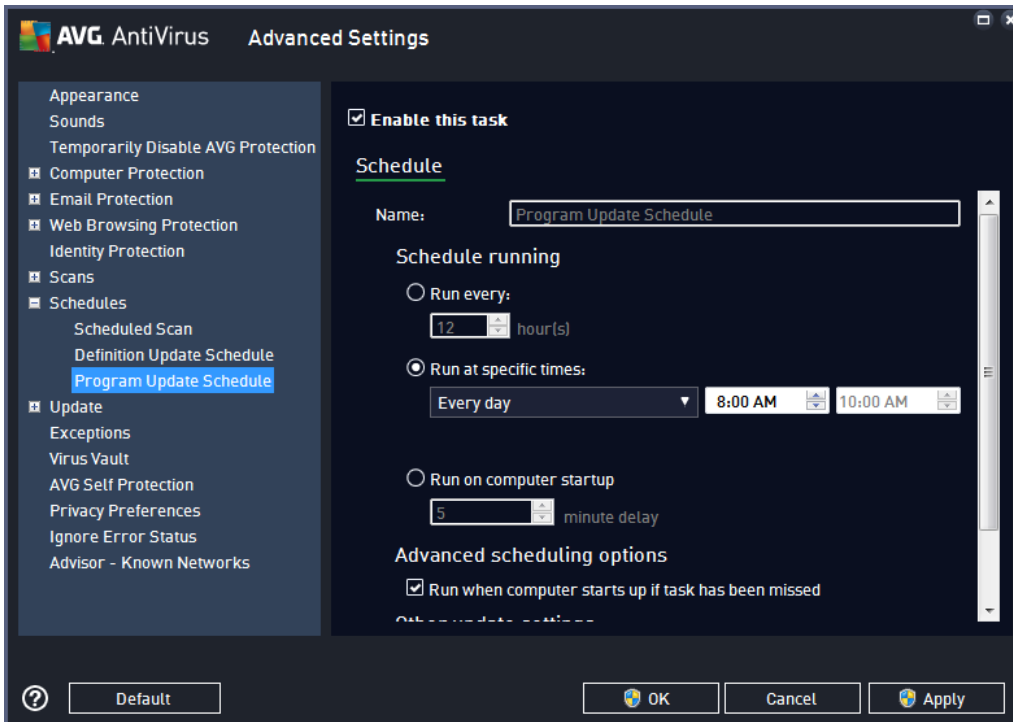 AVG. AntiVirus Advanced Settings
Appearance
Sounds
Temporarily Disable AVG Protection
Computer Protection
Email Protection
Web Browsing Protection
Identity Protection
Scans
Schedules
Scheduled Scan
Definition Update Schedule
Program Update Schedule
Update
Exceptions
Virus Vault
AVG Self Protection
Privacy Preferences
Ignore Error Status
Advisor - Known Networks
Enable this task
Schedule
Name: Program Update Schedule
Schedule running
Run every:
12 hour(s)
Run at specific times:
Every day 8:00 AM 10:00 AM
Run on computer startup
5 minute delay
Advanced scheduling options
Run when computer starts up if task has been missed
Other update settings
? Default OK Cancel Apply